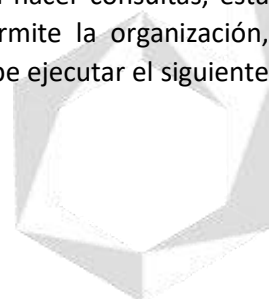 hacer consultas, esta
rmite la organización,
be ejecutar el siguiente